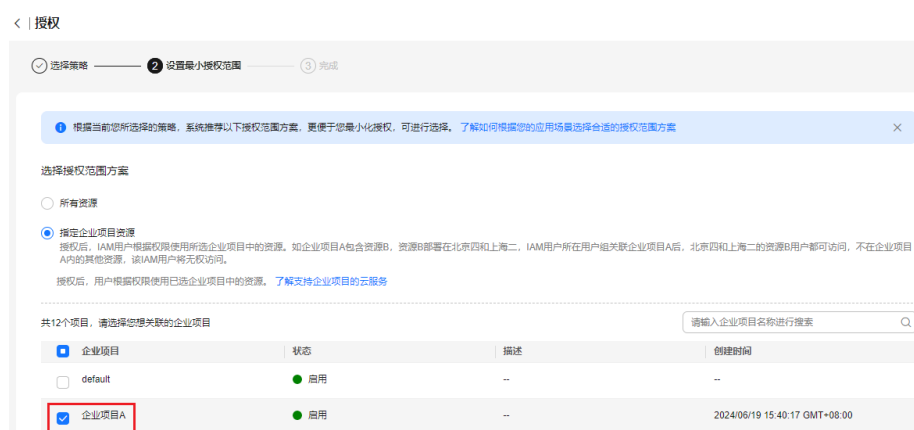 授权
选择策略 2 设置最小授权范围 3 完成
根据当前您所选择的策略,系统推荐以下授权范围方案,更便于您最小化授权,可进行选择。 了解如何根据您的应用场景选择合适的授权范围方案
选择授权范围方案
所有资源
指定企业项目资源
授权后,IAM用户根据权限使用所选企业项目中的资源。如企业项目A包含资源B,资源B部署在北京四和上海二,IAM用户所在用户组关联企业项目A后,北京四和上海二的资源B用户都可访问,不在企业项目
A内的其他资源,该IAM用户将无权访问。
授权后,用户根据权限使用已选企业项目中的资源。 了解支持企业项目的云服务
共12个项目,请选择您想关联的企业项目 请输入企业项目名称进行搜索
企业项目 状态 描述 创建时间
default 启用 -- --
企业项目A 启用 -- 2024/06/19 15:40:17 GMT+08:00